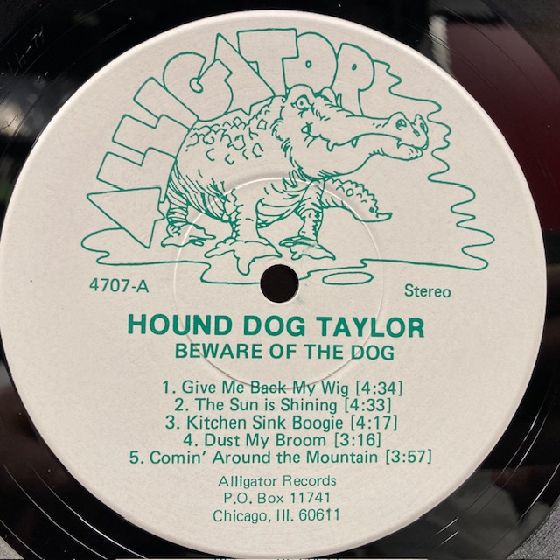 ALLIGATOR
4707-A
Stereo
HOUND DOG TAYLOR
BEWARE OF THE DOG
1. Give Me Back My Wig [4:34]
2. The Sun is Shining [4:33]
3. Kitchen Sink Boogie [4:17]
4. Dust My Broom [3:16]
5. Comin' Around the Mountain [3:57]
Alligator Records
P.O. Box 11741
Chicago, Ill. 60611